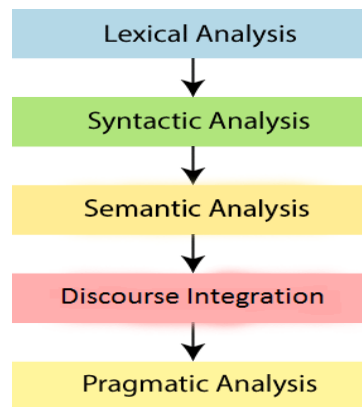 Lexical Analysis
Syntactic Analysis
Semantic Analysis
Discourse Integration
Pragmatic Analysis